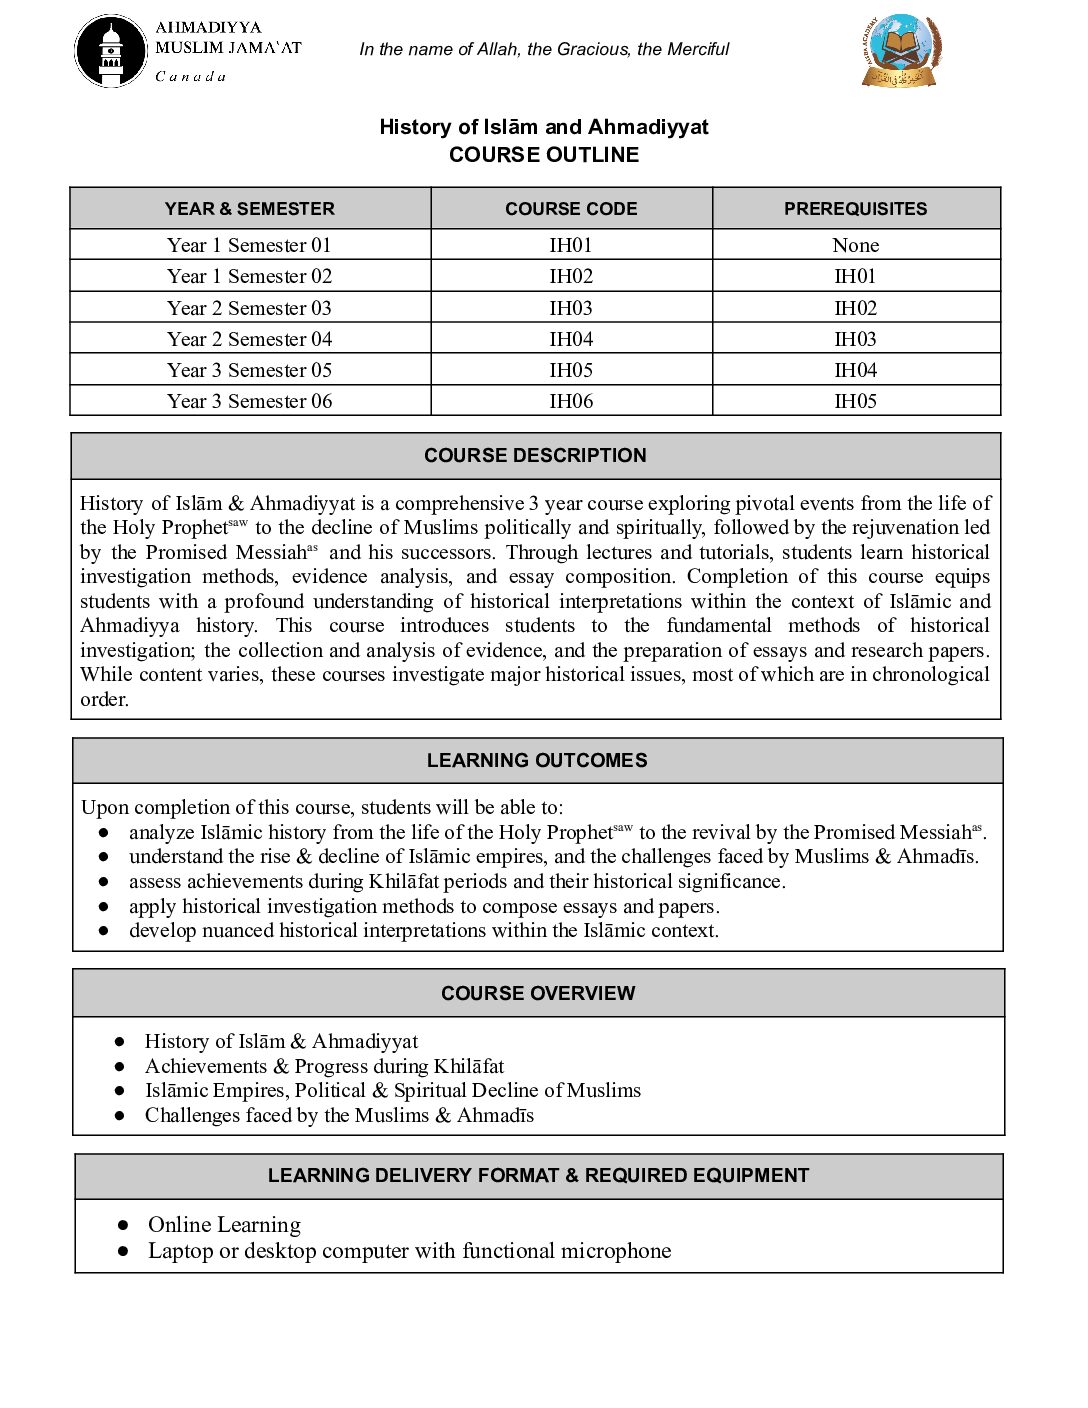 AHMADIYYA
MUSLIM JAMAʿAT
Canada
In the name of Allah, the Gracious, the Merciful
History of Islām and Ahmadiyyat
COURSE OUTLINE
YEAR & SEMESTER COURSE CODE PREREQUISITES
Year 1 Semester 01 IH01 None
Year 1 Semester 02 IH02 IH01
Year 2 Semester 03 IH03 IH02
Year 2 Semester 04 IH04 IH03
Year 3 Semester 05 IH05 IH04
Year 3 Semester 06 IH06 IH05
COURSE DESCRIPTION
History of Islām & Ahmadiyyat is a comprehensive 3 year course exploring pivotal events from the life of
the Holy Prophetsaw to the decline of Muslims politically and spiritually, followed by the rejuvenation led
by the Promised Messiahas and his successors. Through lectures and tutorials, students learn historical
investigation methods, evidence analysis, and essay composition. Completion of this course equips
students with a profound understanding of historical interpretations within the context of Islāmic and
Ahmadiyya history. This course introduces students to the fundamental methods of historical
investigation; the collection and analysis of evidence, and the preparation of essays and research papers.
While content varies, these courses investigate major historical issues, most of which are in chronological
order.
LEARNING OUTCOMES
Upon completion of this course, students will be able to:
● analyze Islāmic history from the life of the Holy Prophetsaw to the revival by the Promised Messiahas.
● understand the rise & decline of Islāmic empires, and the challenges faced by Muslims & Ahmadīs.
● assess achievements during Khilāfat periods and their historical significance.
● apply historical investigation methods to compose essays and papers.
● develop nuanced historical interpretations within the Islāmic context.
COURSE OVERVIEW
● History of Islām & Ahmadiyyat
● Achievements & Progress during Khilāfat
● Islāmic Empires, Political & Spiritual Decline of Muslims
● Challenges faced by the Muslims & Ahmadīs
LEARNING DELIVERY FORMAT & REQUIRED EQUIPMENT
● Online Learning
● Laptop or desktop computer with functional microphone